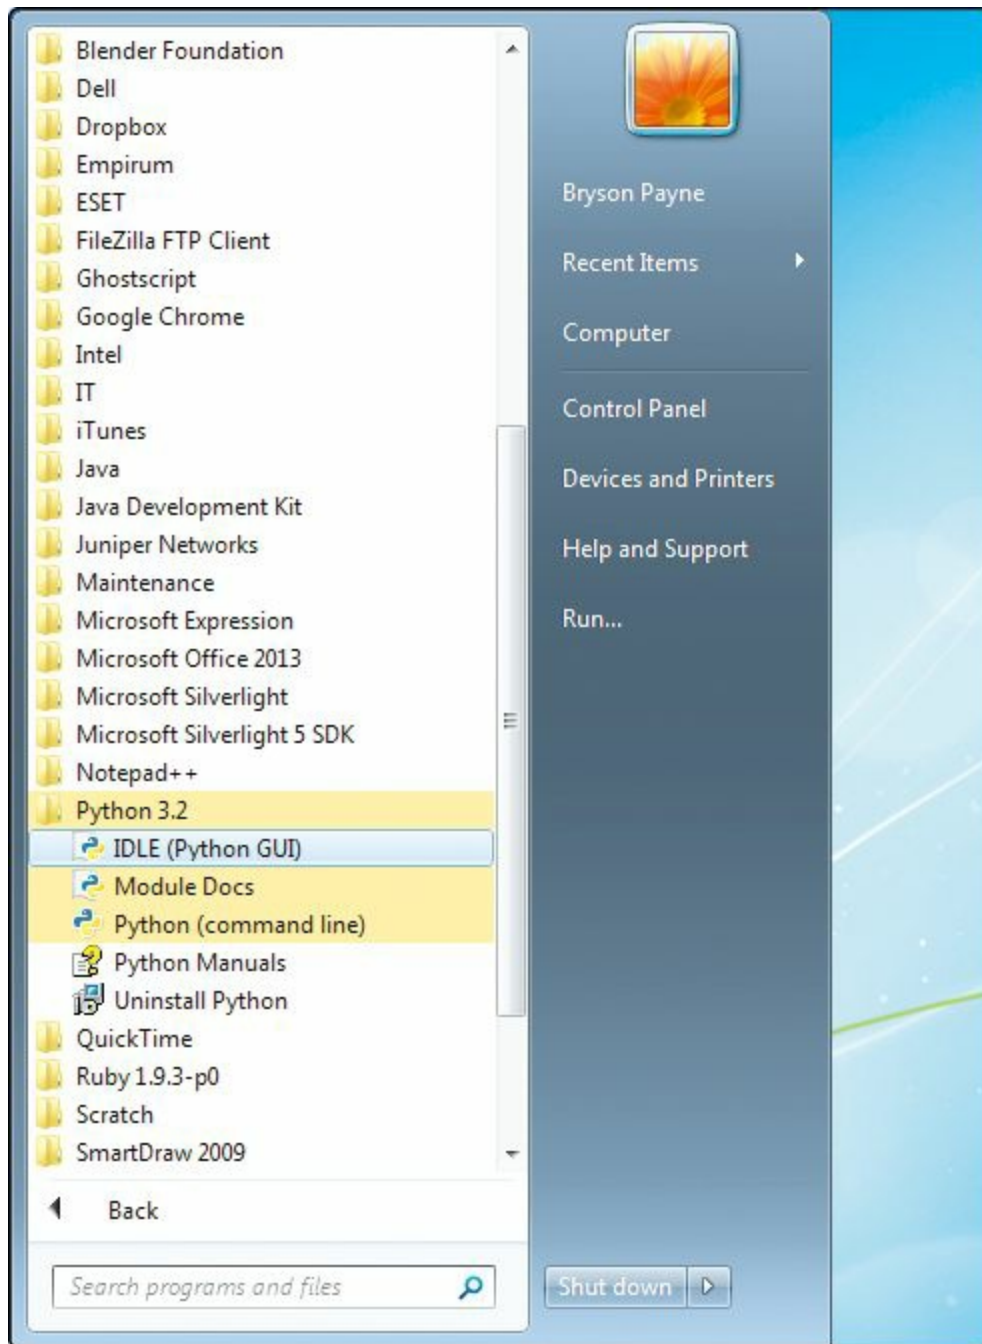 Blender Foundation
Dell
Dropbox
Empirum
ESET
FileZilla FTP Client
Ghostscript
Google Chrome
Intel
IT
iTunes
Java
Java Development Kit
Juniper Networks
Maintenance
Microsoft Expression
Microsoft Office 2013
Microsoft Silverlight
Microsoft Silverlight 5 SDK
Notepad++
Python 3.2
IDLE (Python GUI)
Module Docs
Python (command line)
Python Manuals
Uninstall Python
QuickTime
Ruby 1.9.3-p0
Scratch
SmartDraw 2009
Back
Search programs and files
Bryson Payne
Recent Items
Computer
Control Panel
Devices and Printers
Help and Support
Run...
Shut down